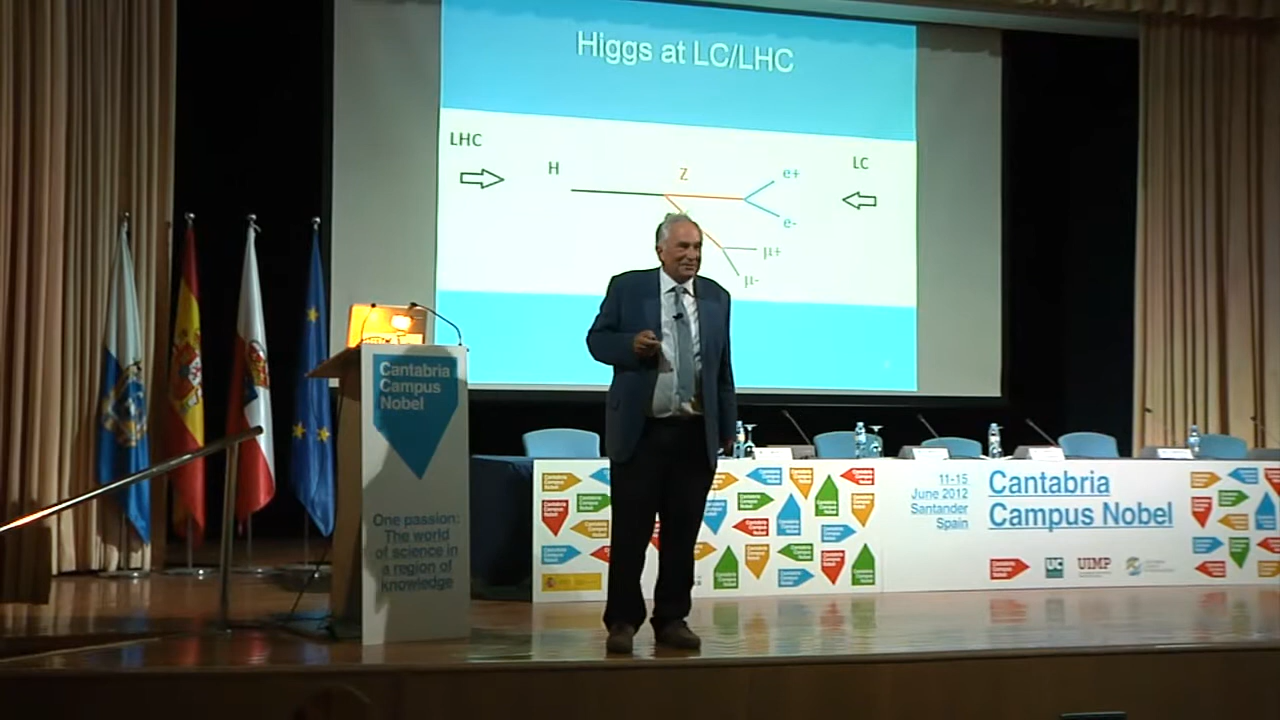 Higgs at LC/LHC
LHC
H
Z
e+
e-
μ+
μ-
LC
Cantabria
Campus
Nobel
One passion:
The world
of science in
a region of
knowledge
11-15
June 2012
Santander
Spain
Cantabria
Campus Nobel
UC
UIMP